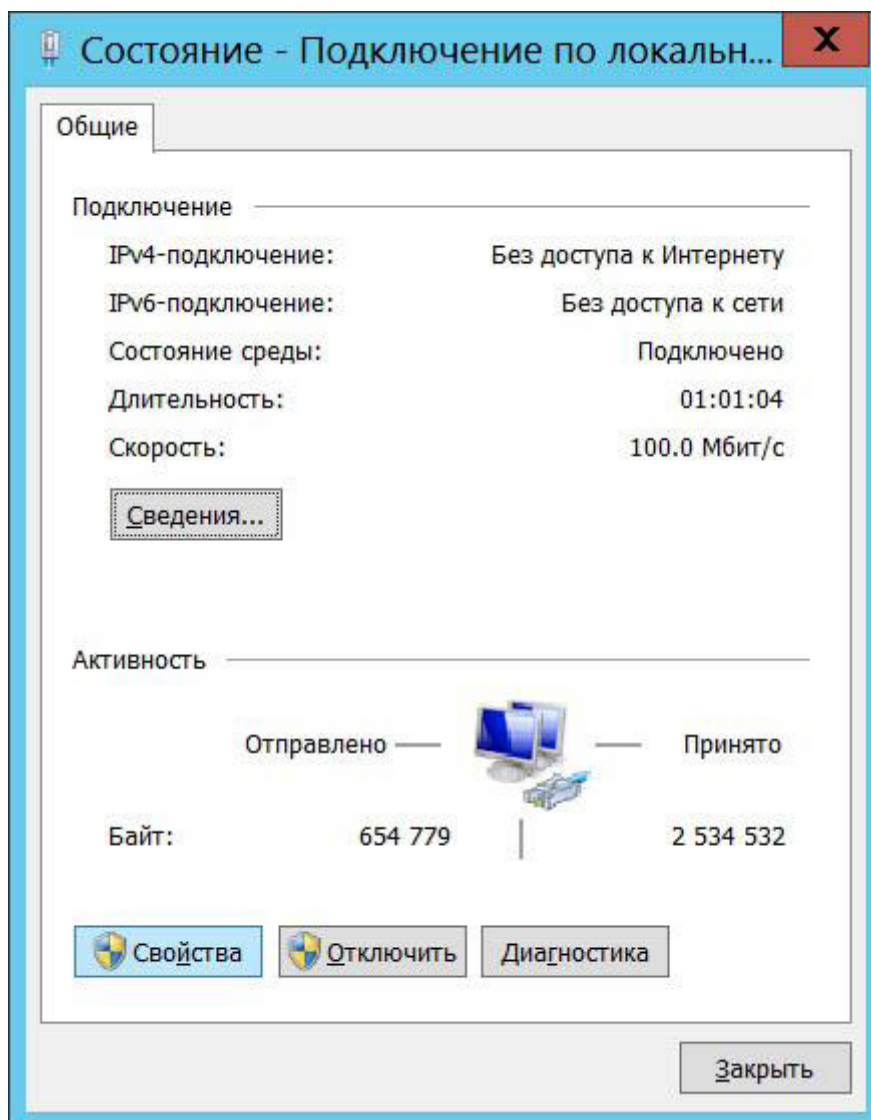 Состояние - Подключение по локальн...
X
Общие
Подключение
IPv4-подключение: Без доступа к Интернету
IPv6-подключение: Без доступа к сети
Состояние среды: Подключено
Длительность: 01:01:04
Скорость: 100.0 Мбит/с
Сведения...
Активность
Отправлено Принято
Байт: 654 779 2 534 532
Свойства Отключить Диагностика
Закрыть